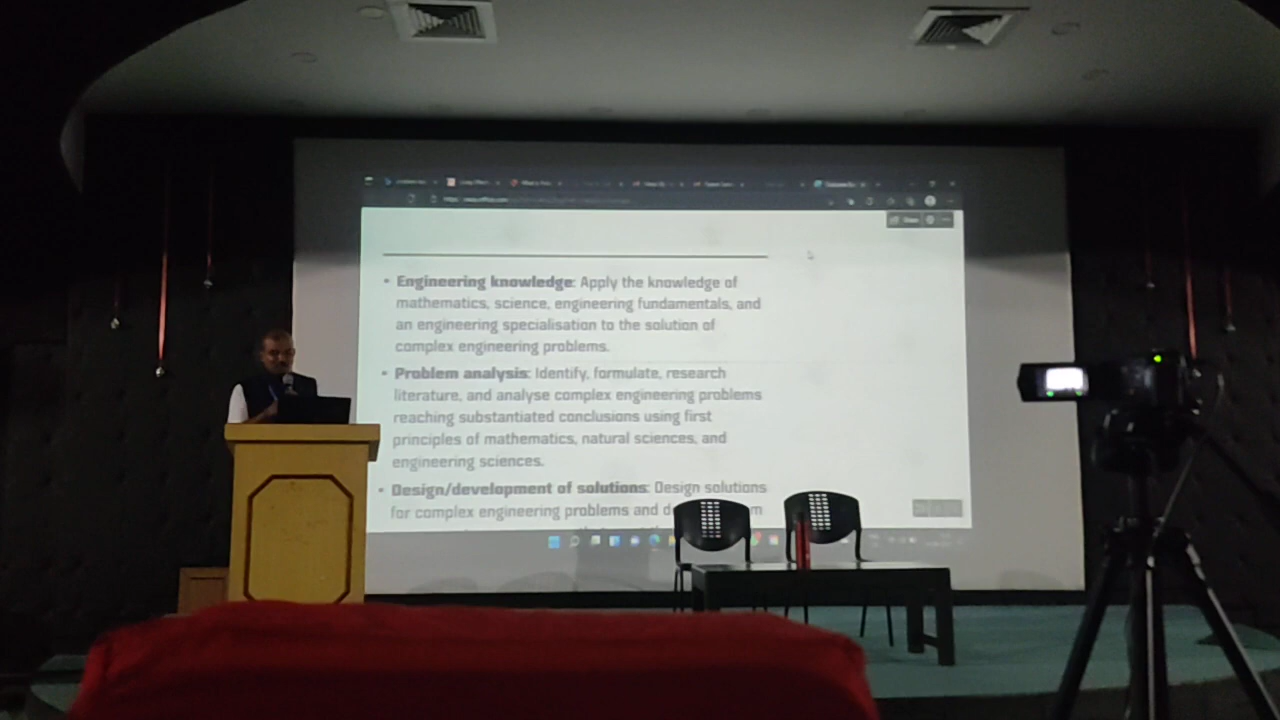 Share
• Engineering knowledge: Apply the knowledge of
mathematics, science, engineering fundamentals, and
an engineering specialisation to the solution of
complex engineering problems.
• Problem analysis: Identify, formulate, research
literature, and analyse complex engineering problems
reaching substantiated conclusions using first
principles of mathematics, natural sciences, and
engineering sciences.
• Design/development of solutions: Design solutions
for complex engineering problems and